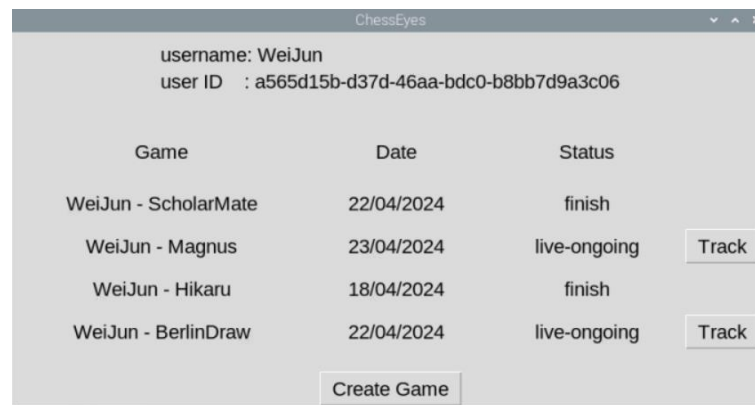 ChessEyes
username: WeiJun
user ID : a565d15b-d37d-46aa-bdc0-b8bb7d9a3c06
Game Date Status
WeiJun - ScholarMate 22/04/2024 finish
WeiJun - Magnus 23/04/2024 live-ongoing Track
WeiJun - Hikaru 18/04/2024 finish
WeiJun - BerlinDraw 22/04/2024 live-ongoing Track
Create Game